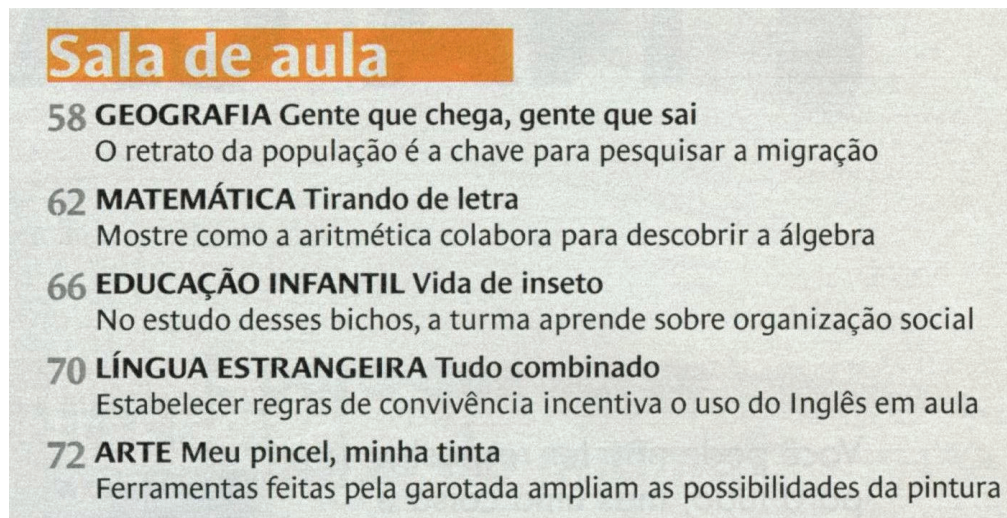 Sala de aula
58 GEOGRAFIA Gente que chega, gente que sai
O retrato da população é a chave para pesquisar a migração
62 MATEMÁTICA Tirando de letra
Mostre como a aritmética colabora para descobrir a álgebra
66 EDUCAÇÃO INFANTIL Vida de inseto
No estudo desses bichos, a turma aprende sobre organização social
70 LÍNGUA ESTRANGEIRA Tudo combinado
Estabelecer regras de convivência incentiva o uso do Inglês em aula
72 ARTE Meu pincel, minha tinta
Ferramentas feitas pela garotada ampliam as possibilidades da pintura